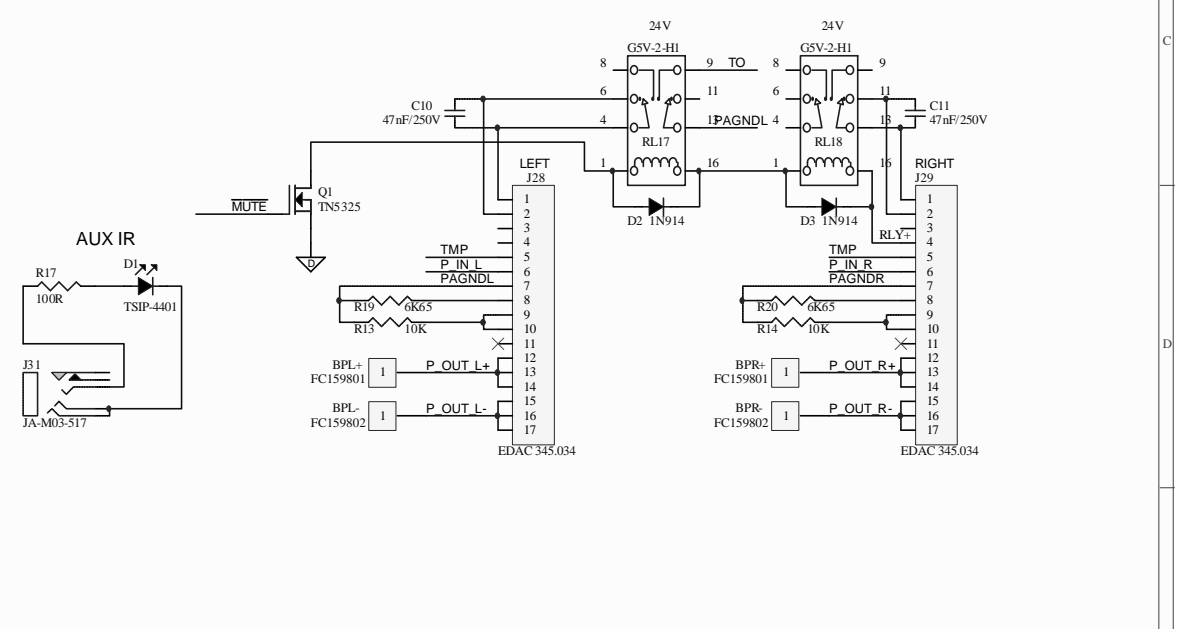 24V
24V
C
G5V-2-H1
G5V-2-H1
8 9 TO 8 9
6 11 6 11
C10
47nF/250V
C11
47nF/250V
4 13 PAGNDL 4 13
RL17
RL18
1 16 1 16
LEFT
J28
RIGHT
J29
Q1
TN5325
MUTE
D2 1N914
D3 1N914
RLY+
D
1
2
3
4
5
6
7
8
9
10
11
12
13
14
15
16
17
1
2
3
4
5
6
7
8
9
10
11
12
13
14
15
16
17
TMP
P_IN_L
PAGNDL
TMP
P_IN_R
PAGNDR
AUX IR
R17
100R
D1
TSIP-4401
R19 6K65
R13 10K
R20 6K65
R14 10K
D
J31
JA-M03-517
BPL+
FC159801
1
P_OUT_L+
BPL-
FC159802
1
P_OUT_L-
BPR+
FC159801
1
P_OUT_R+
BPR-
FC159802
1
P_OUT_R-
EDAC 345.034
EDAC 345.034